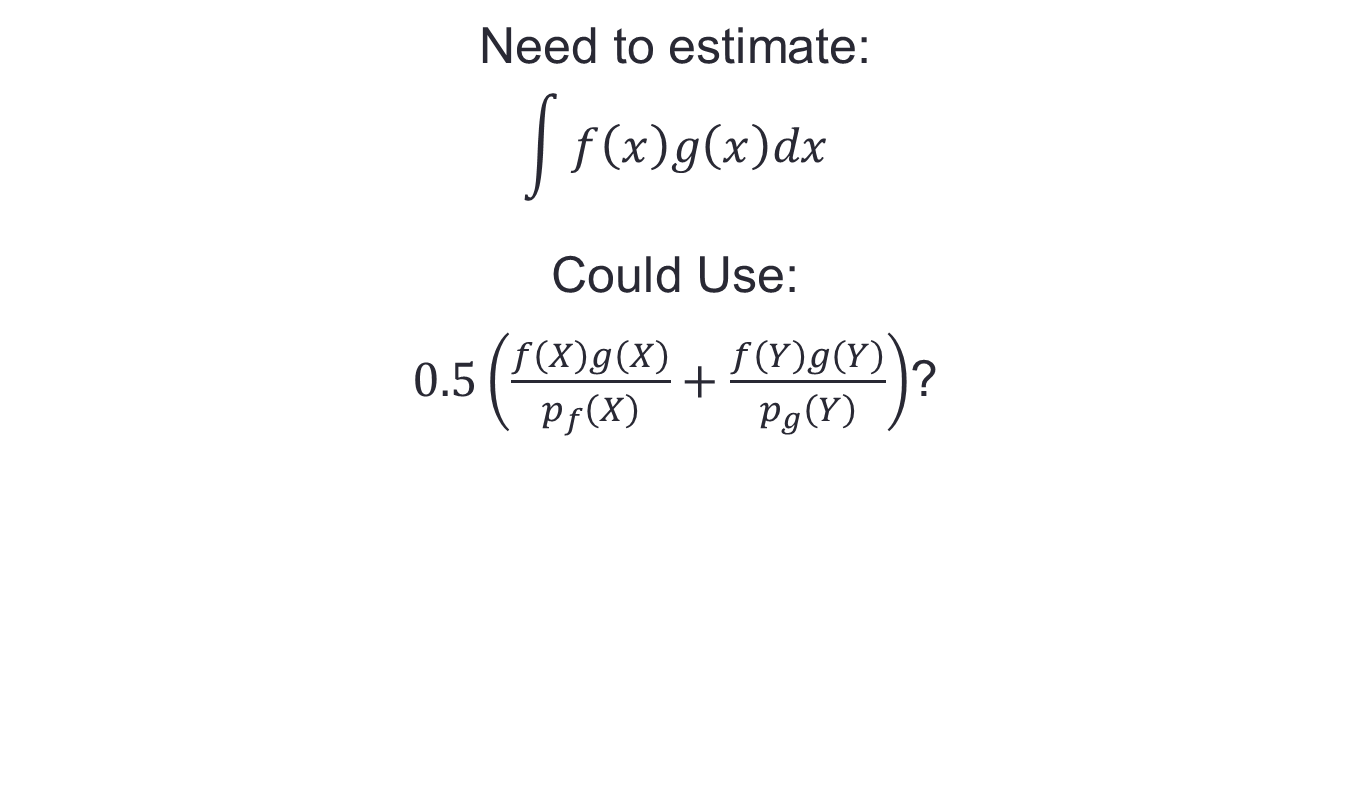 Need to estimate:
∫ f(x)g(x)dx
Could Use:
0.5 ( f(X)g(X) / p_f(X) + f(Y)g(Y) / p_g(Y) )?